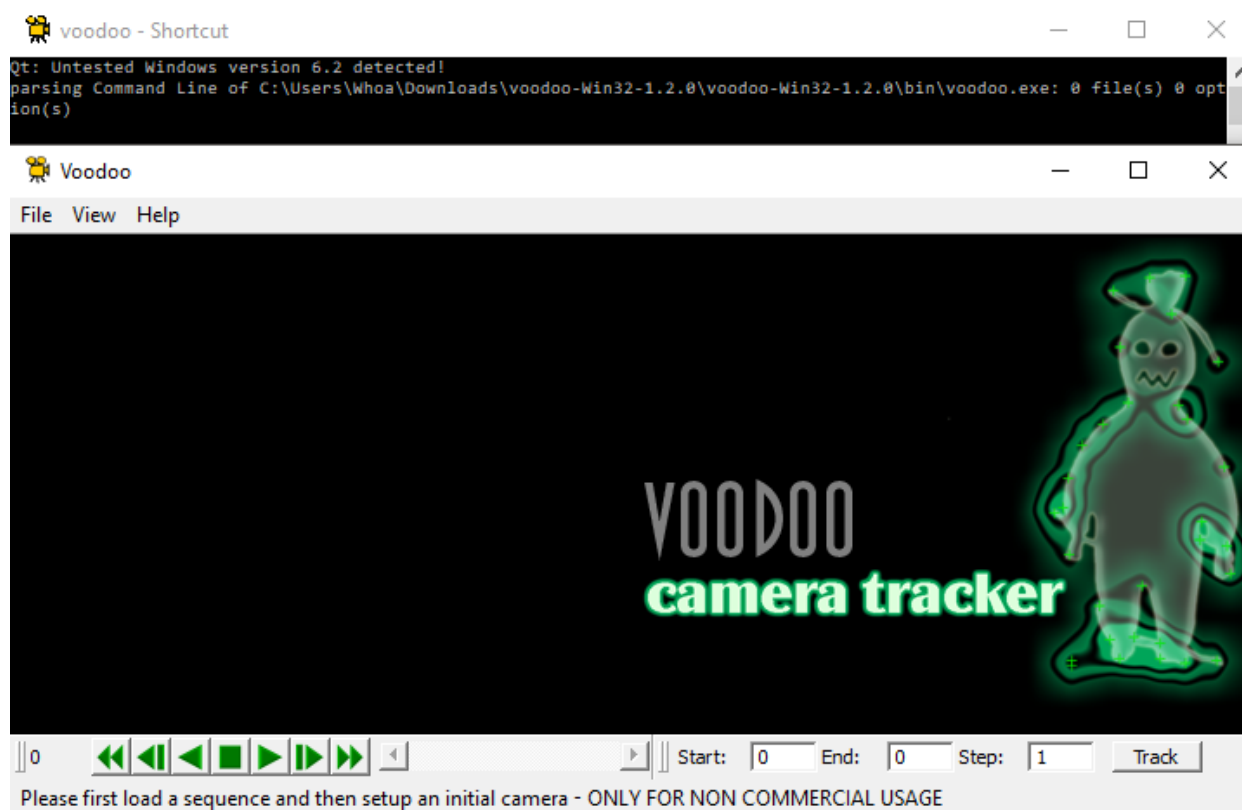 voodoo - Shortcut
Qt: Untested Windows version 6.2 detected!
parsing Command Line of C:\Users\Whoa\Downloads\voodoo-Win32-1.2.0\voodoo-Win32-1.2.0\bin\voodoo.exe: 0 file(s) 0 opt
ion(s)
Voodoo
File View Help
VOODOO
camera tracker
0 Start: 0 End: 0 Step: 1 Track
Please first load a sequence and then setup an initial camera - ONLY FOR NON COMMERCIAL USAGE